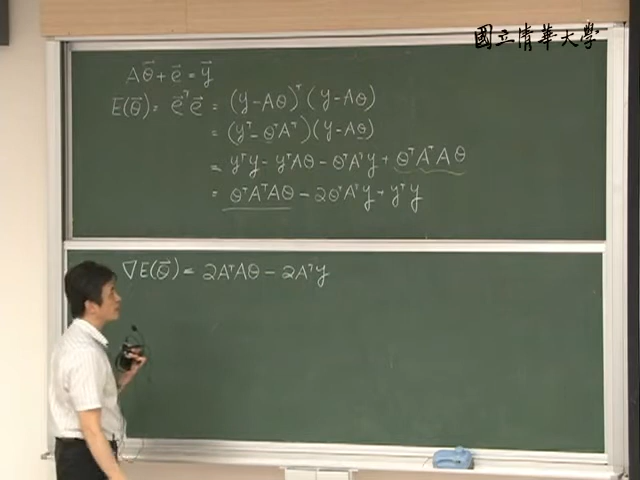 國立清華大學
Aθ⃗ + e⃗ = y⃗
E(θ⃗) = e⃗ᵀe⃗ = (y - Aθ)ᵀ(y - Aθ)
= (yᵀ - θᵀAᵀ)(y - Aθ)
= yᵀy - yᵀAθ - θᵀAᵀy + θᵀAᵀAθ
= θᵀAᵀAθ - 2θᵀAᵀy + yᵀy
∇E(θ⃗) = 2AᵀAθ - 2Aᵀy